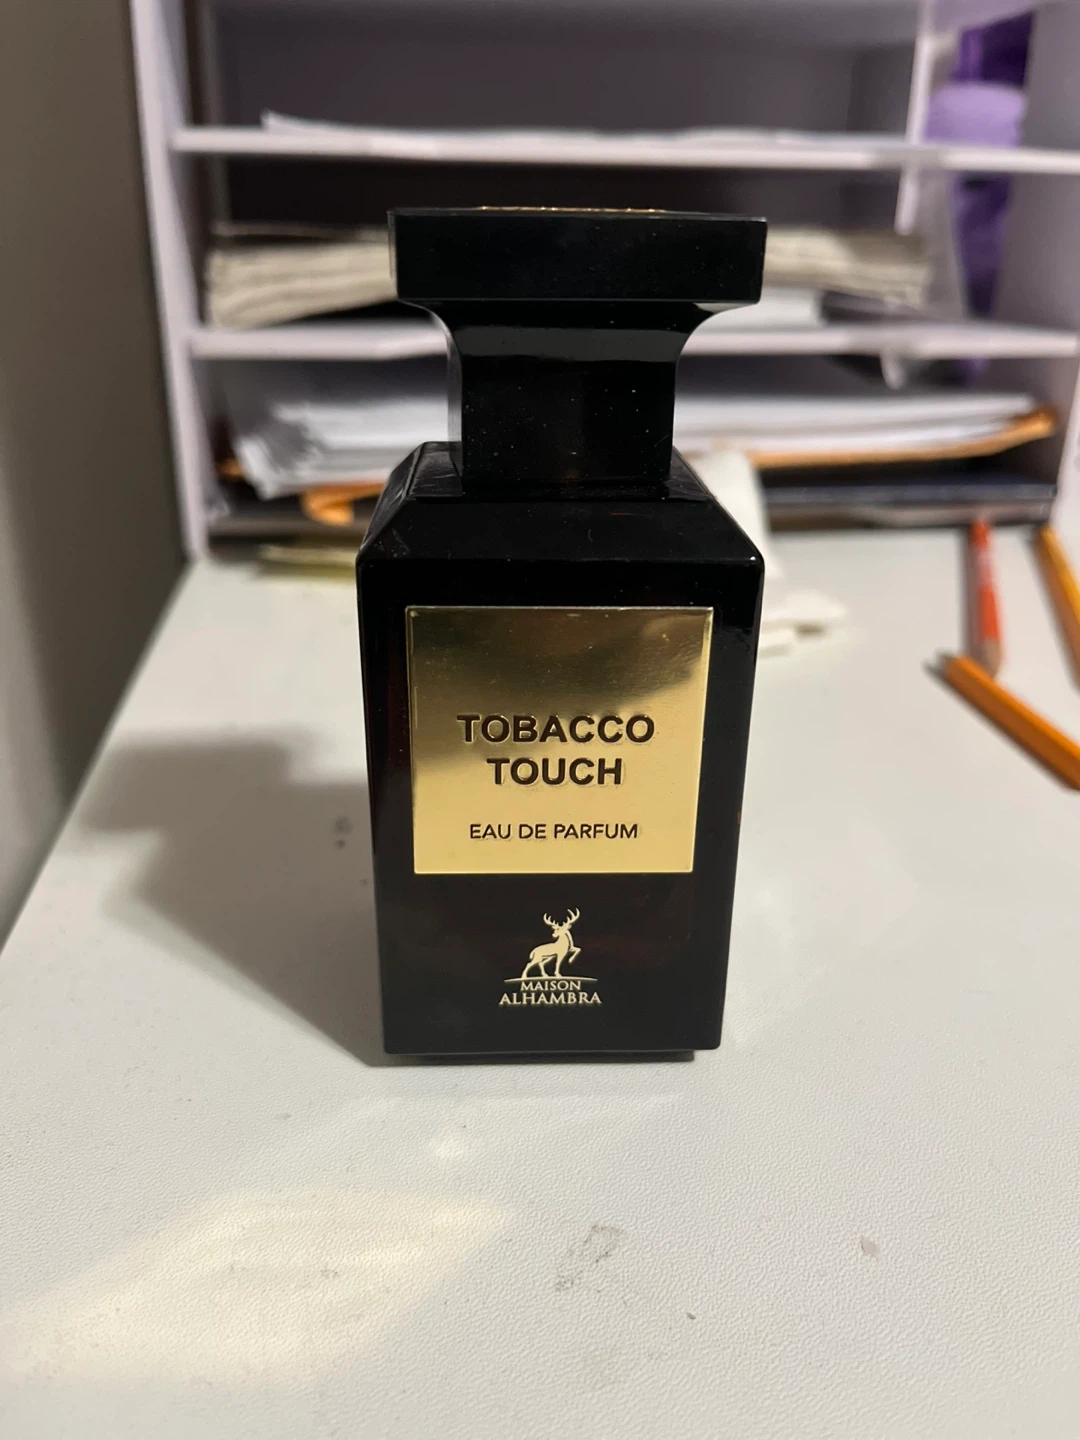 TOBACCO
TOUCH
EAU DE PARFUM
MAISON
ALHAMBRA